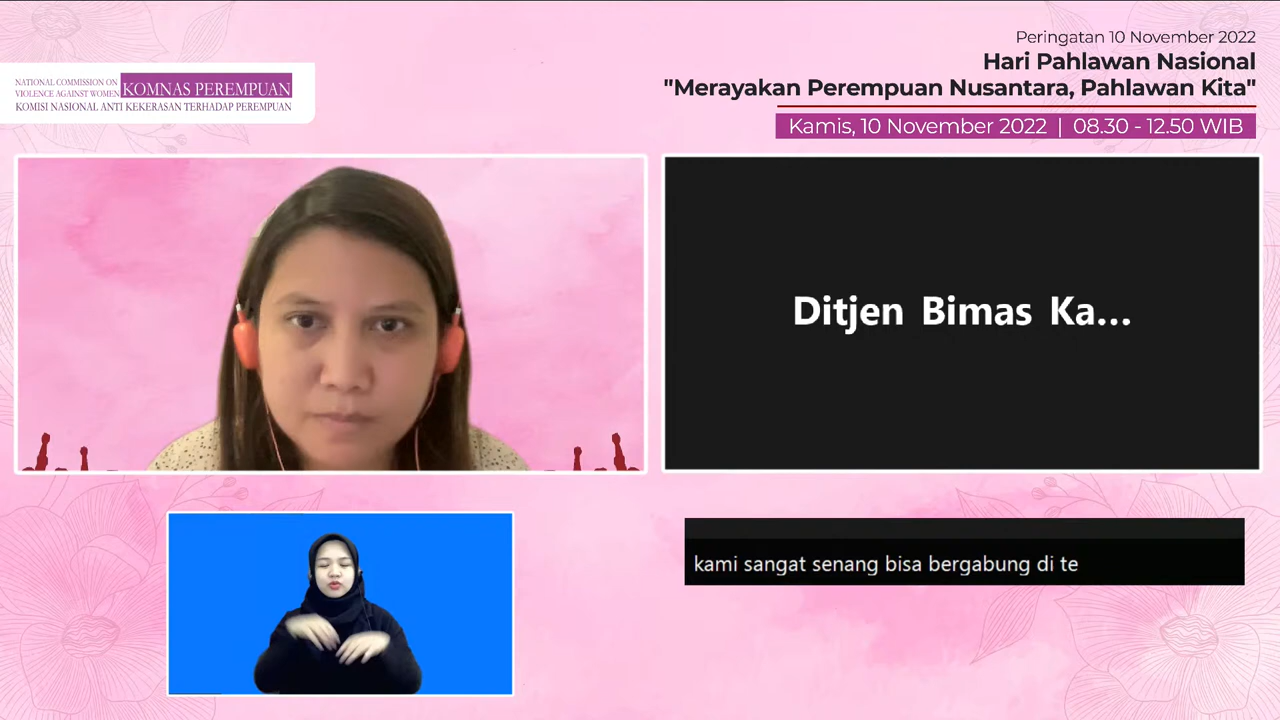 NATIONAL COMMISSION ON
VIOLENCE AGAINST WOMEN
KOMNAS PEREMPUAN
KOMISI NASIONAL ANTI KEKERASAN TERHADAP PEREMPUAN
Peringatan 10 November 2022
Hari Pahlawan Nasional
"Merayakan Perempuan Nusantara, Pahlawan Kita"
Kamis, 10 November 2022 | 08.30 - 12.50 WIB
Ditjen Bimas Ka...
kami sangat senang bisa bergabung di te